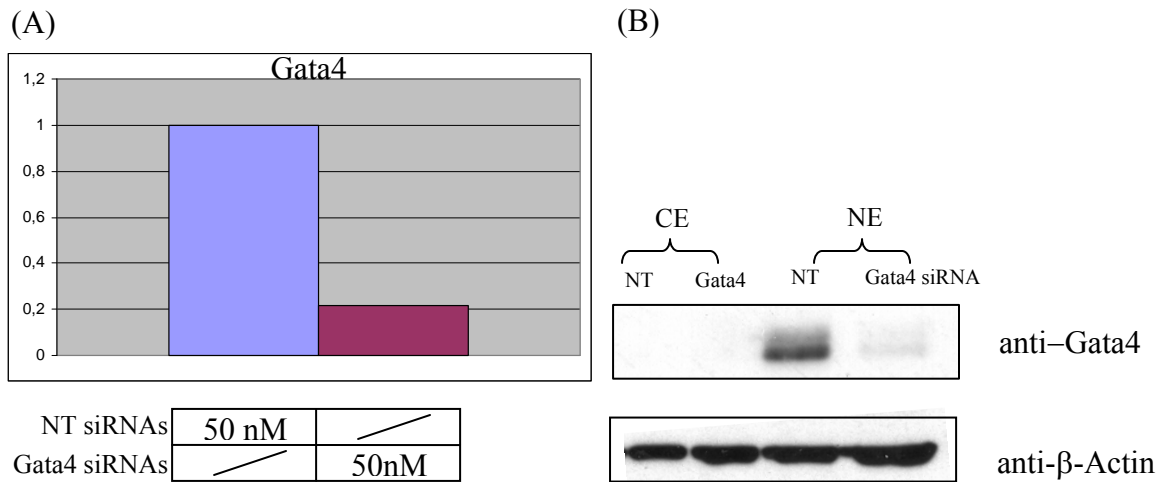 (A)
Gata4
1,2
1
0,8
0,6
0,4
0,2
0
NT siRNAs 50 nM
Gata4 siRNAs 50nM
(B)
CE NE
NT Gata4 NT Gata4 siRNA
anti–Gata4
anti-β-Actin